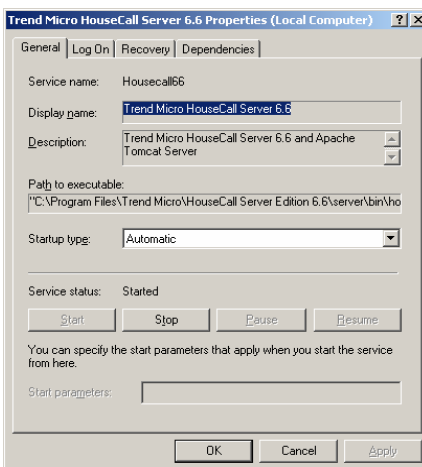 Trend Micro HouseCall Server 6.6 Properties (Local Computer)
General Log On Recovery Dependencies
Service name: Housecall66
Display name: Trend Micro HouseCall Server 6.6
Description: Trend Micro HouseCall Server 6.6 and Apache
Tomcat Server
Path to executable:
"C:\Program Files\Trend Micro\HouseCall Server Edition 6.6\server\bin\ho
Startup type: Automatic
Service status: Started
Start Stop Pause Resume
You can specify the start parameters that apply when you start the service
from here.
Start parameters:
OK Cancel Apply